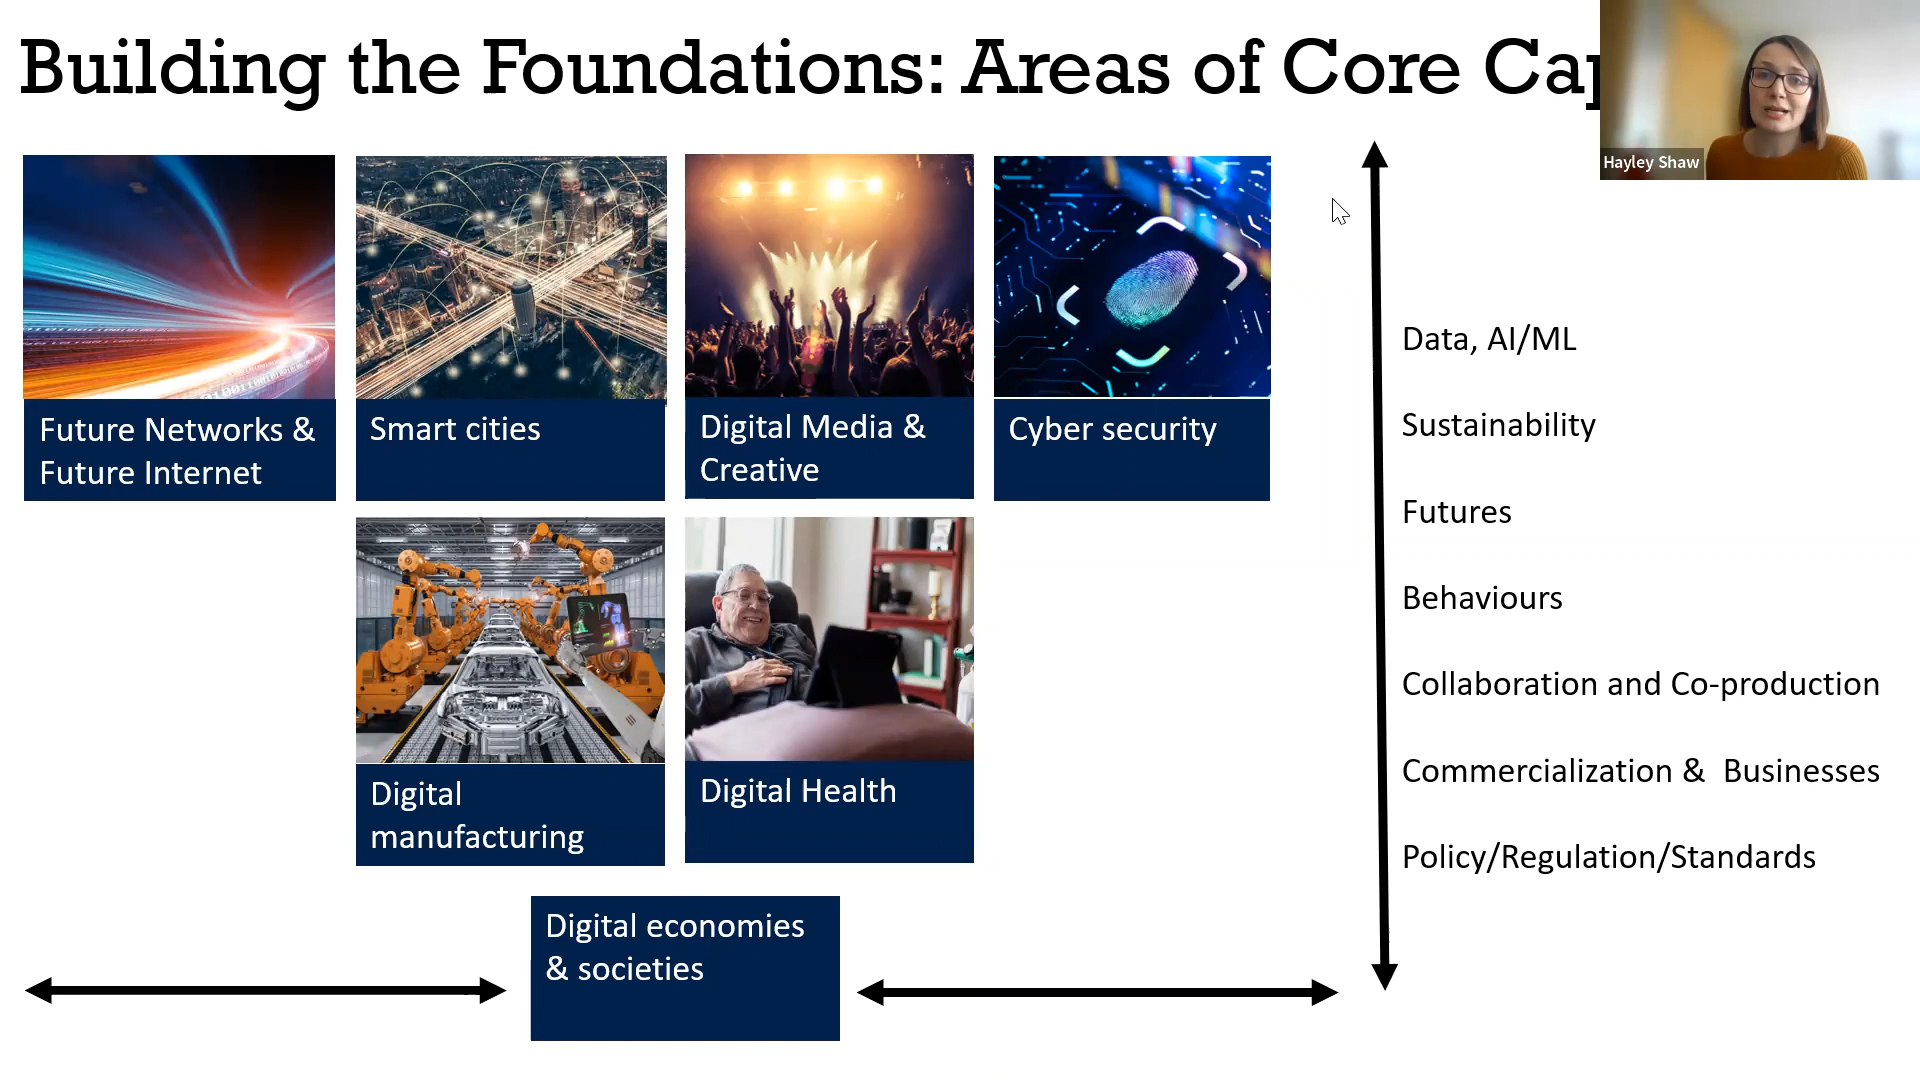 Building the Foundations: Areas of Core
Hayley Shaw
Future Networks &
Future Internet
Smart cities
Digital Media &
Creative
Cyber security
Digital
manufacturing
Digital Health
Digital economies
& societies
Data, AI/ML
Sustainability
Futures
Behaviours
Collaboration and Co-production
Commercialization & Businesses
Policy/Regulation/Standards